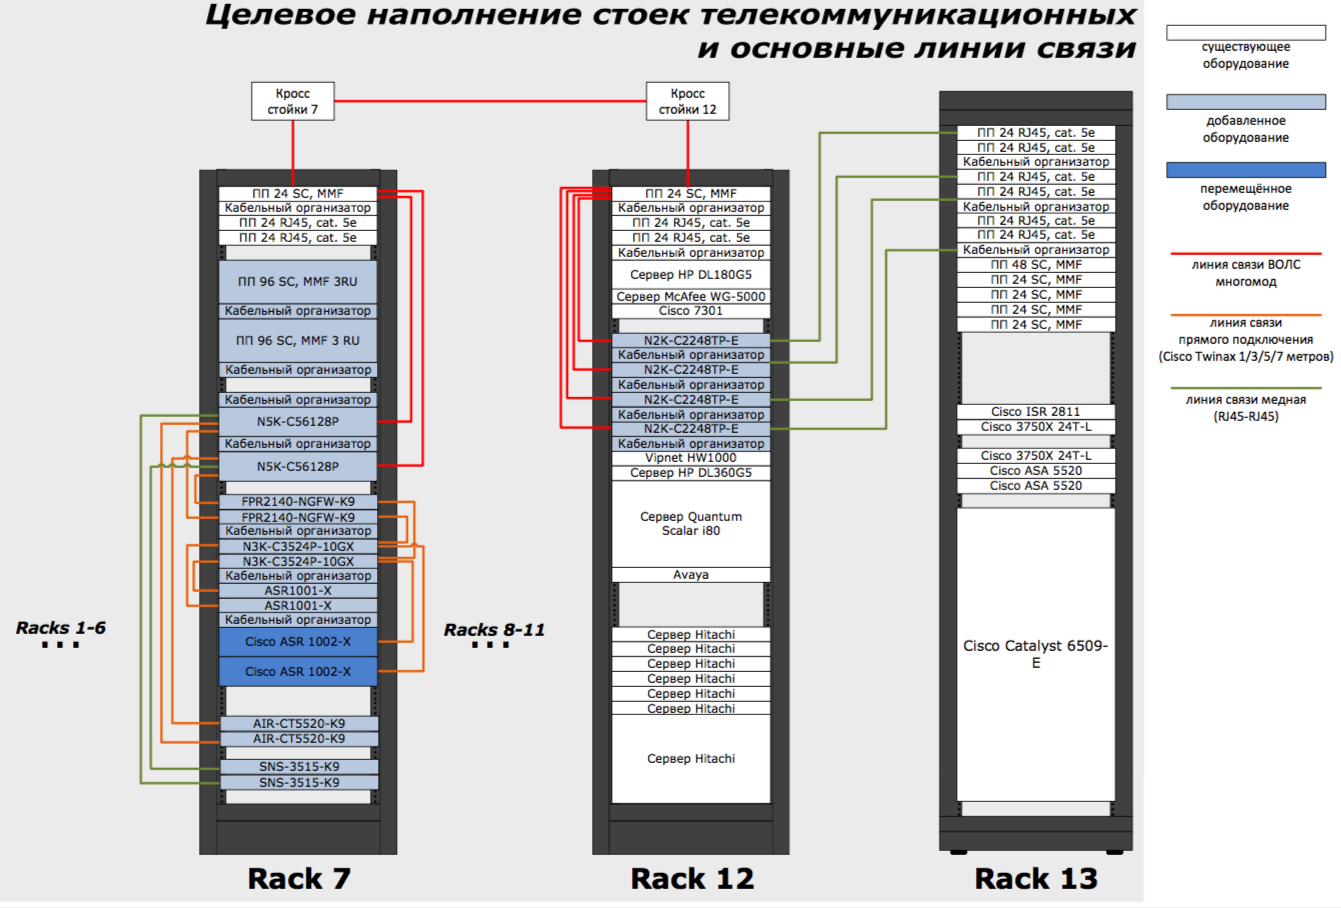 Целевое наполнение стоек телекоммуникационных
и основные линии связи
Кросс
стойки 7
Кросс
стойки 12
ПП 24 SC, MMF
Кабельный организатор
ПП 24 RJ45, cat. 5e
ПП 24 RJ45, cat. 5e
ПП 96 SC, MMF 3RU
Кабельный организатор
ПП 96 SC, MMF 3 RU
Кабельный организатор
Кабельный организатор
N5K-C56128P
Кабельный организатор
N5K-C56128P
FPR2140-NGFW-K9
FPR2140-NGFW-K9
Кабельный организатор
N3K-C3524P-10GX
N3K-C3524P-10GX
Кабельный организатор
ASR1001-X
ASR1001-X
Кабельный организатор
Cisco ASR 1002-X
Cisco ASR 1002-X
AIR-CT5520-K9
AIR-CT5520-K9
SNS-3515-K9
SNS-3515-K9
Racks 1-6
...
Rack 7
Racks 8-11
...
ПП 24 SC, MMF
Кабельный организатор
ПП 24 RJ45, cat. 5e
ПП 24 RJ45, cat. 5e
Кабельный организатор
Сервер HP DL180G5
Сервер McAfee WG-5000
Cisco 7301
N2K-C2248TP-E
Кабельный организатор
N2K-C2248TP-E
Кабельный организатор
N2K-C2248TP-E
Кабельный организатор
N2K-C2248TP-E
Кабельный организатор
Vipnet HW1000
Сервер HP DL360G5
Сервер Quantum
Scalar i80
Avaya
Сервер Hitachi
Сервер Hitachi
Сервер Hitachi
Сервер Hitachi
Сервер Hitachi
Сервер Hitachi
Сервер Hitachi
Rack 12
ПП 24 RJ45, cat. 5e
ПП 24 RJ45, cat. 5e
Кабельный организатор
ПП 24 RJ45, cat. 5e
ПП 24 RJ45, cat. 5e
Кабельный организатор
ПП 24 RJ45, cat. 5e
ПП 24 RJ45, cat. 5e
Кабельный организатор
ПП 48 SC, MMF
ПП 24 SC, MMF
ПП 24 SC, MMF
ПП 24 SC, MMF
ПП 24 SC, MMF
Cisco ISR 2811
Cisco 3750X 24T-L
Cisco 3750X 24T-L
Cisco ASA 5520
Cisco ASA 5520
Cisco Catalyst 6509-
E
Rack 13
существующее
оборудование
добавленное
оборудование
перемещённое
оборудование
линия связи ВОЛС
многомод
линия связи
прямого подключения
(Cisco Twinax 1/3/5/7 метров)
линия связи медная
(RJ45-RJ45)